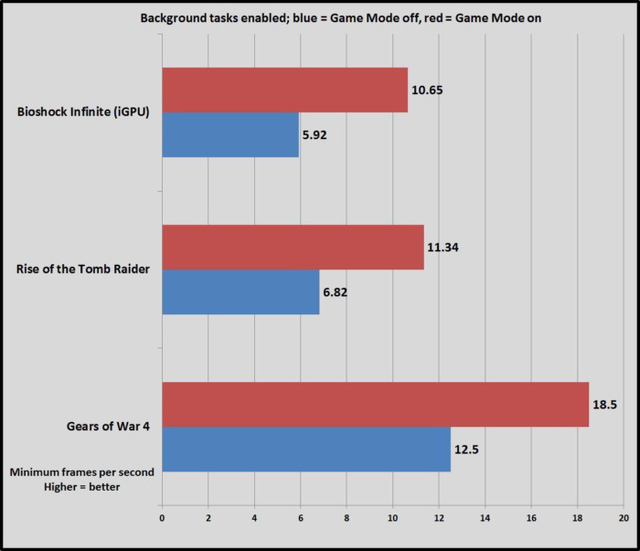 Background tasks enabled; blue = Game Mode off, red = Game Mode on
Bioshock Infinite (iGPU)
10.65
5.92
Rise of the Tomb Raider
11.34
6.82
Gears of War 4
18.5
12.5
Minimum frames per second
Higher = better
0 2 4 6 8 10 12 14 16 18 20